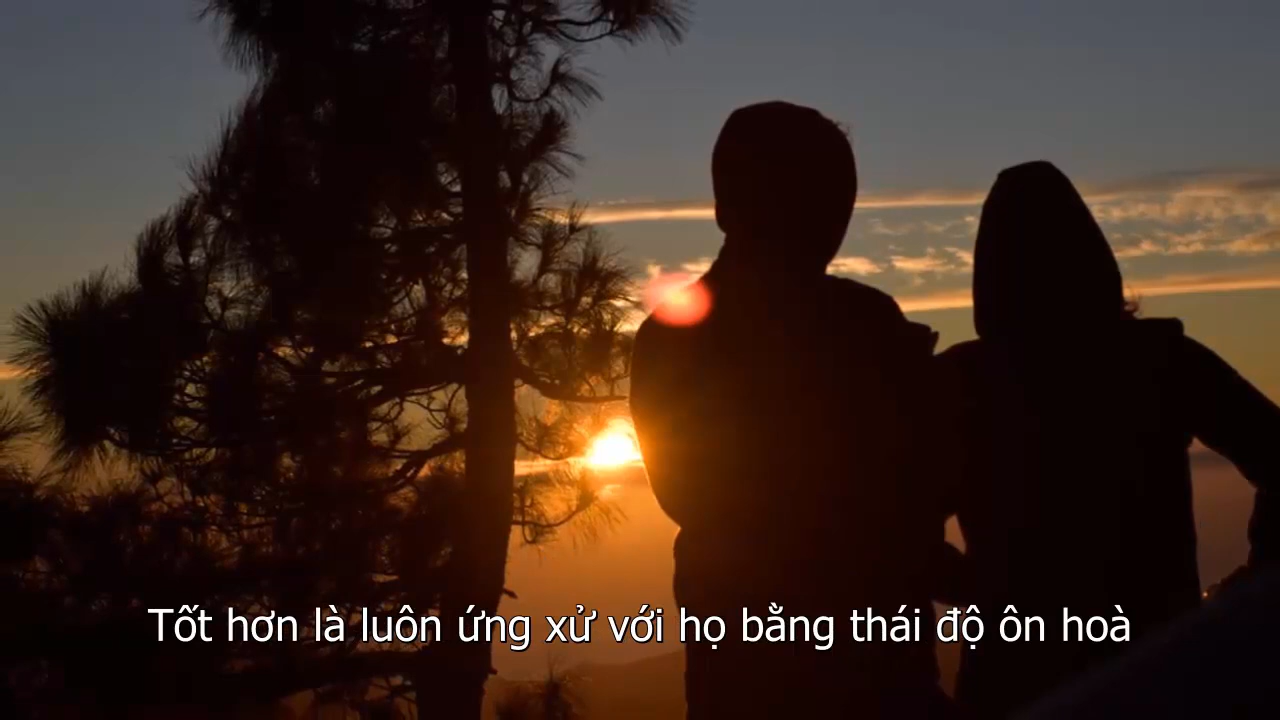 Tốt hơn là luôn ứng xử với họ bằng thái độ ôn hoà